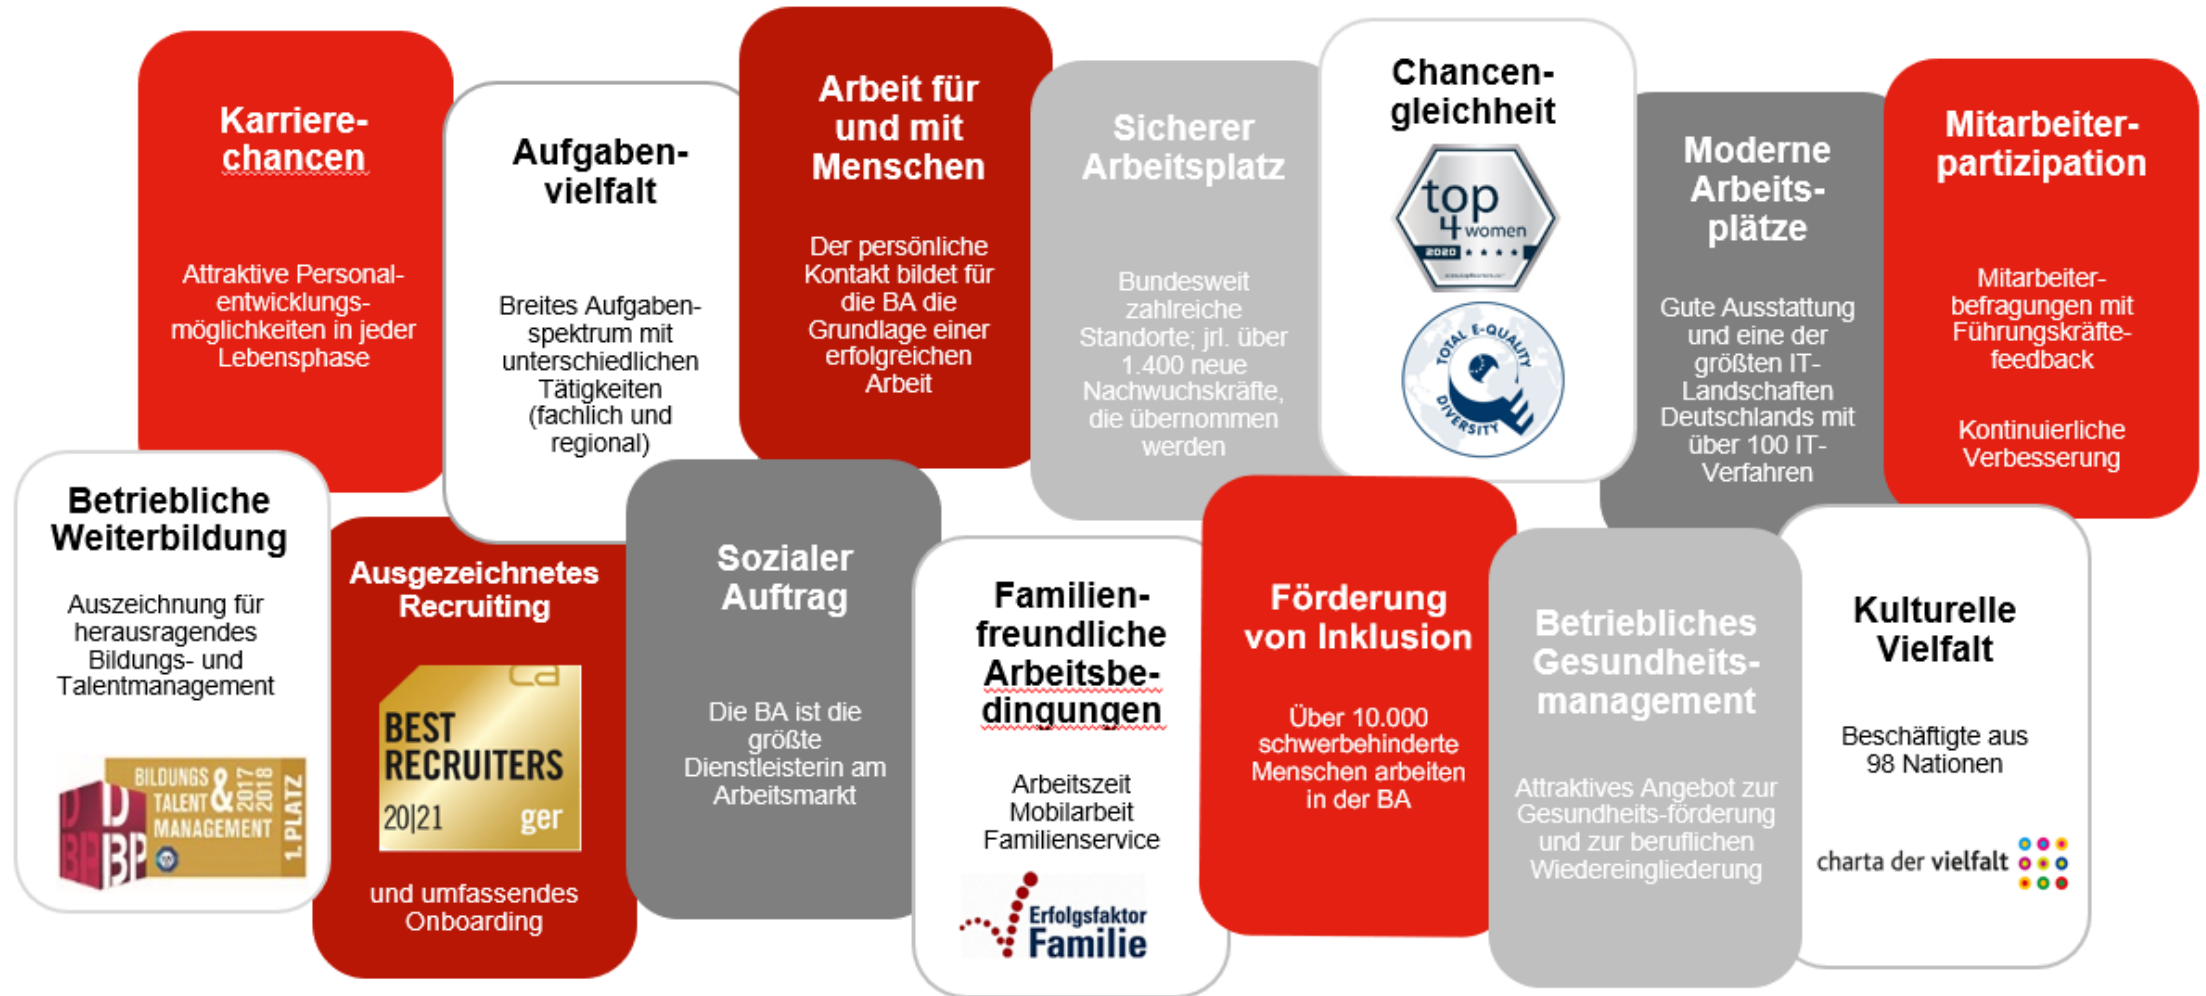 Karriere-
chancen
Attraktive Personal-
entwicklungs-
möglichkeiten in jeder
Lebensphase
Aufgaben-
vielfalt
Breites Aufgaben-
spektrum mit
unterschiedlichen
Tätigkeiten
(fachlich und
regional)
Arbeit für
und mit
Menschen
Der persönliche
Kontakt bildet für
die BA die
Grundlage einer
erfolgreichen
Arbeit
Sicherer
Arbeitsplatz
Bundesweit
zahlreiche
Standorte; jrl. über
1.400 neue
Nachwuchskräfte,
die übernommen
werden
Chancen-
gleichheit
top
4 women
2020
TOTAL E-QUALITY
DIVERSITY
Moderne
Arbeits-
plätze
Gute Ausstattung
und eine der
größten IT-
Landschaften
Deutschlands mit
über 100 IT-
Verfahren
Mitarbeiter-
partizipation
Mitarbeiter-
befragungen mit
Führungskräfte-
feedback
Kontinuierliche
Verbesserung
Betriebliche
Weiterbildung
Auszeichnung für
herausragendes
Bildungs- und
Talentmanagement
D D
BP BP
BILDUNGS &
TALENT
MANAGEMENT
2017
2018
1. PLATZ
Ausgezeichnetes
Recruiting
ca
BEST
RECRUITERS
20|21 ger
und umfassendes
Onboarding
Sozialer
Auftrag
Die BA ist die
größte
Dienstleisterin am
Arbeitsmarkt
Familien-
freundliche
Arbeitsbe-
dingungen
Arbeitszeit
Mobilarbeit
Familienservice
Erfolgsfaktor
Familie
Förderung
von Inklusion
Über 10.000
schwerbehinderte
Menschen arbeiten
in der BA
Betriebliches
Gesundheits-
management
Attraktives Angebot zur
Gesundheits-förderung
und zur beruflichen
Wiedereingliederung
Kulturelle
Vielfalt
Beschäftigte aus
98 Nationen
charta der vielfalt